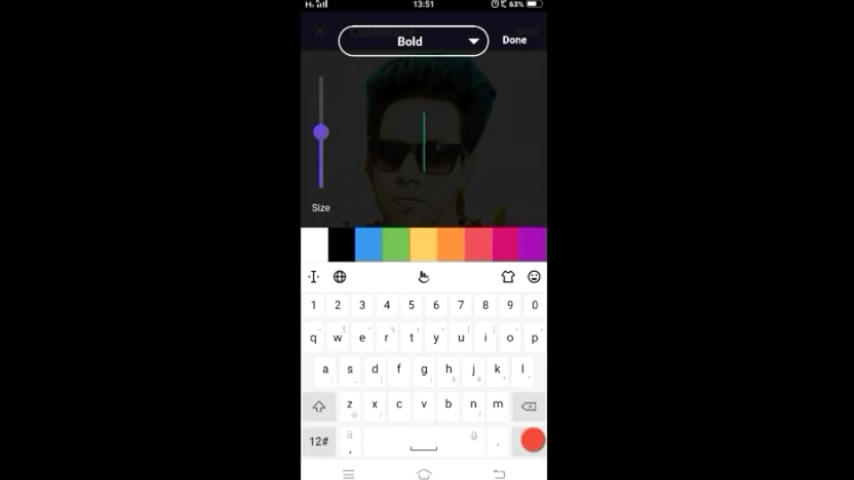 13:51
63%
Bold
Done
Size
1 2 3 4 5 6 7 8 9 0
q w e r t y u i o p
a s d f g h j k l
z x c v b n m
12# , .